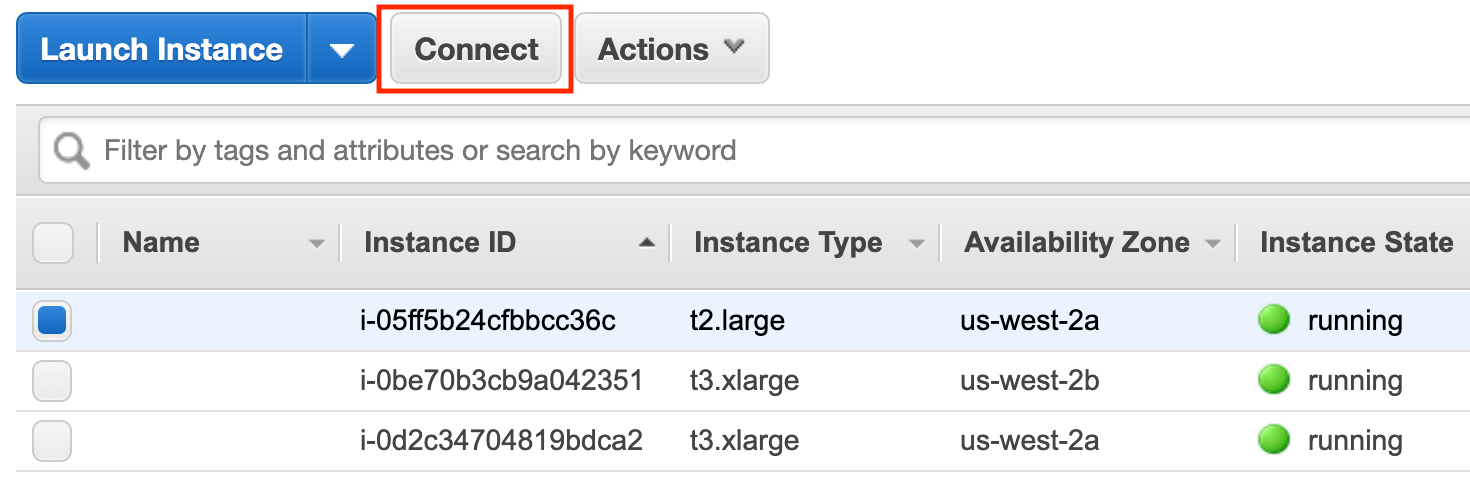 Launch Instance Connect Actions
Filter by tags and attributes or search by keyword
Name Instance ID Instance Type Availability Zone Instance State
i-05ff5b24cfbbcc36c t2.large us-west-2a running
i-0be70b3cb9a042351 t3.xlarge us-west-2b running
i-0d2c34704819bdca2 t3.xlarge us-west-2a running